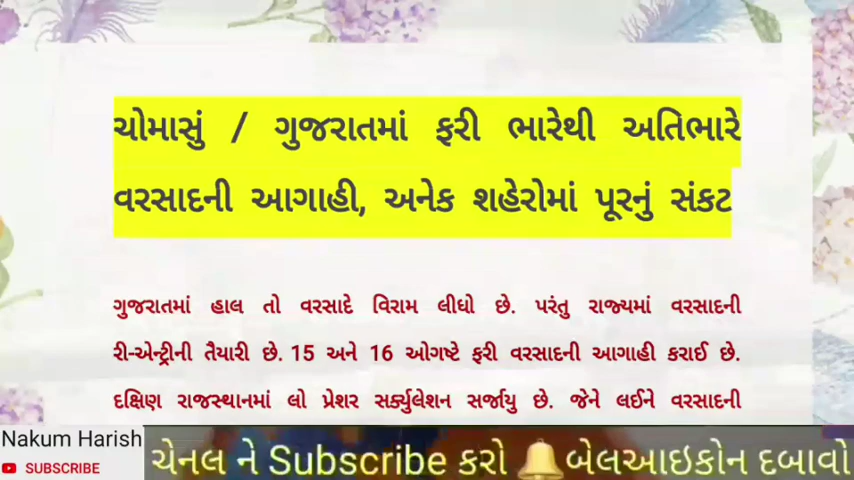 ચોમાસું / ગુજરાતમાં ફરી ભારેથી અતિભારે
વરસાદની આગાહી, અનેક શહેરોમાં પૂરનું સંકટ
ગુજરાતમાં હાલ તો વરસાદે વિરામ લીધો છે. પરંતુ રાજ્યમાં વરસાદની
રી-એન્ટ્રીની તૈયારી છે. 15 અને 16 ઓગષ્ટે ફરી વરસાદની આગાહી કરાઈ છે.
દક્ષિણ રાજસ્થાનમાં લો પ્રેશર સર્ક્યુલેશન સર્જાયુ છે. જેને લઈને વરસાદની
Nakum Harish
SUBSCRIBE
ચેનલ ને Subscribe કરો 🔔બેલઆઇકોન દબાવો